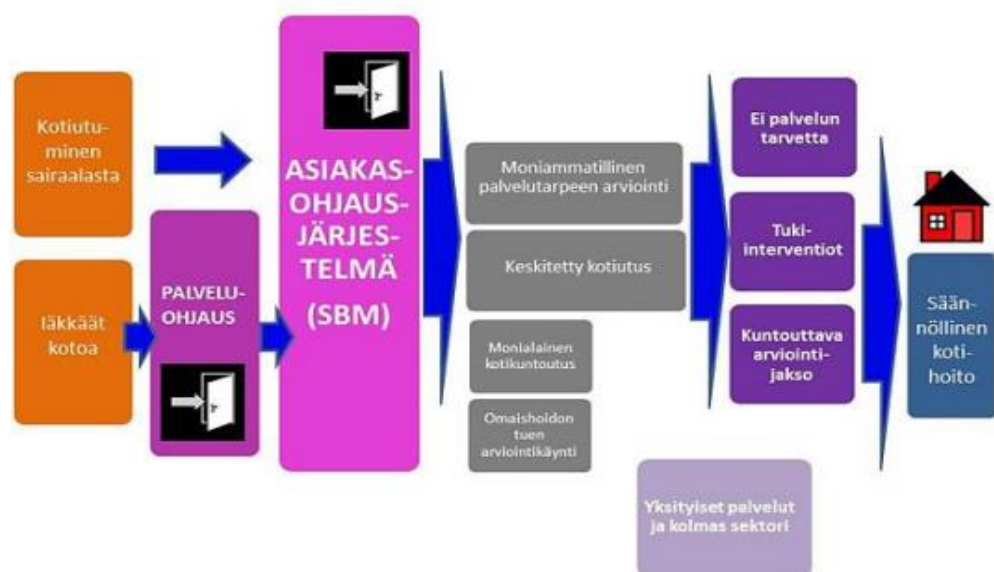 Kotiutu-
minen
sairaalasta
Iäkkäät
kotoa
PALVELU-
OHJAUS
ASIAKAS-
OHJAUS-
JÄRJES-
TELMÄ
(SBM)
Moniammatillinen
palvelutarpeen arviointi
Keskitetty kotiutus
Monialainen
kotikuntoutus
Omaishoidon
tuen
arviointikäynti
Ei palvelun
tarvetta
Tuki-
interventiot
Kuntouttava
arviointi-
jakso
Sään-
nöllinen
koti-
hoito
Yksityiset palvelut
ja kolmas sektori